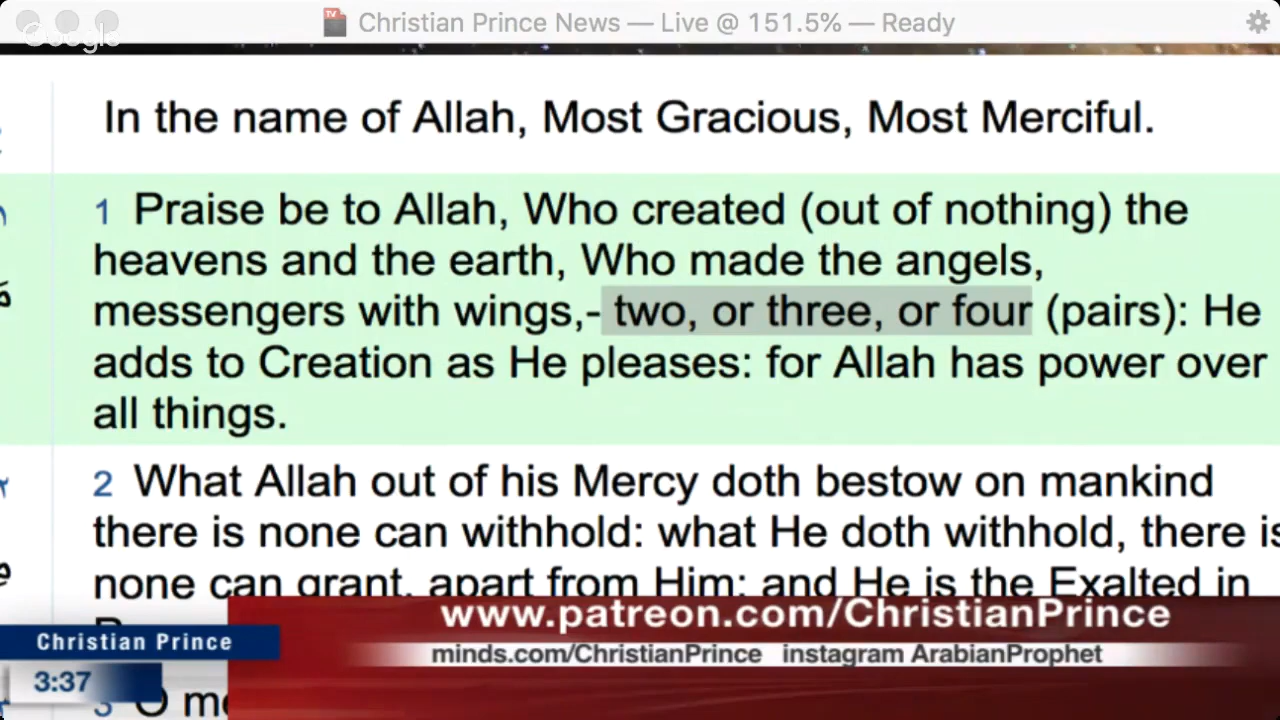 Christian Prince News — Live @ 151.5% — Ready
Google
In the name of Allah, Most Gracious, Most Merciful.
1 Praise be to Allah, Who created (out of nothing) the
heavens and the earth, Who made the angels,
messengers with wings,- two, or three, or four (pairs): He
adds to Creation as He pleases: for Allah has power over
all things.
2 What Allah out of his Mercy doth bestow on mankind
there is none can withhold: what He doth withhold, there is
none can grant, apart from Him: and He is the Exalted in
www.patreon.com/ChristianPrince
Christian Prince
minds.com/ChristianPrince instagram ArabianProphet
3:37
3 O